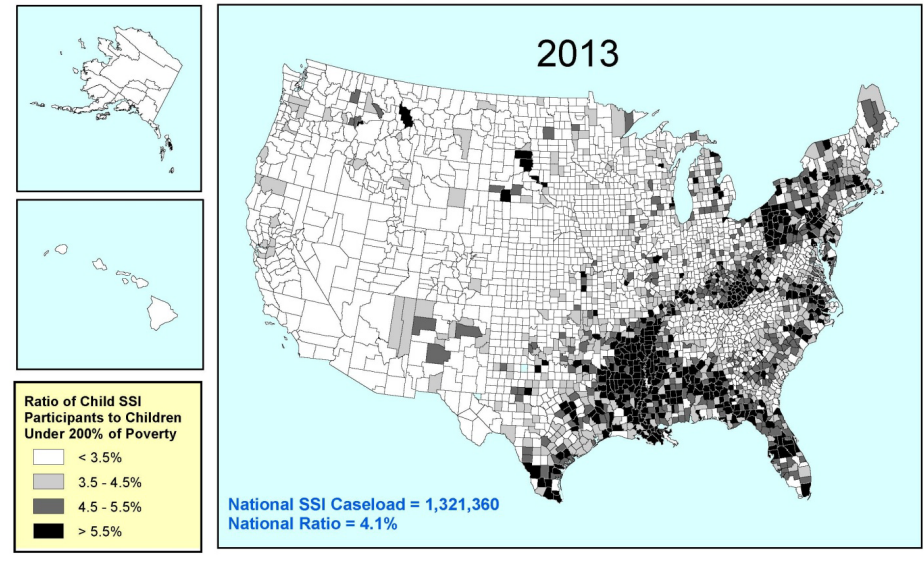 2013
Ratio of Child SSI
Participants to Children
Under 200% of Poverty
< 3.5%
3.5 - 4.5%
4.5 - 5.5%
> 5.5%
National SSI Caseload = 1,321,360
National Ratio = 4.1%